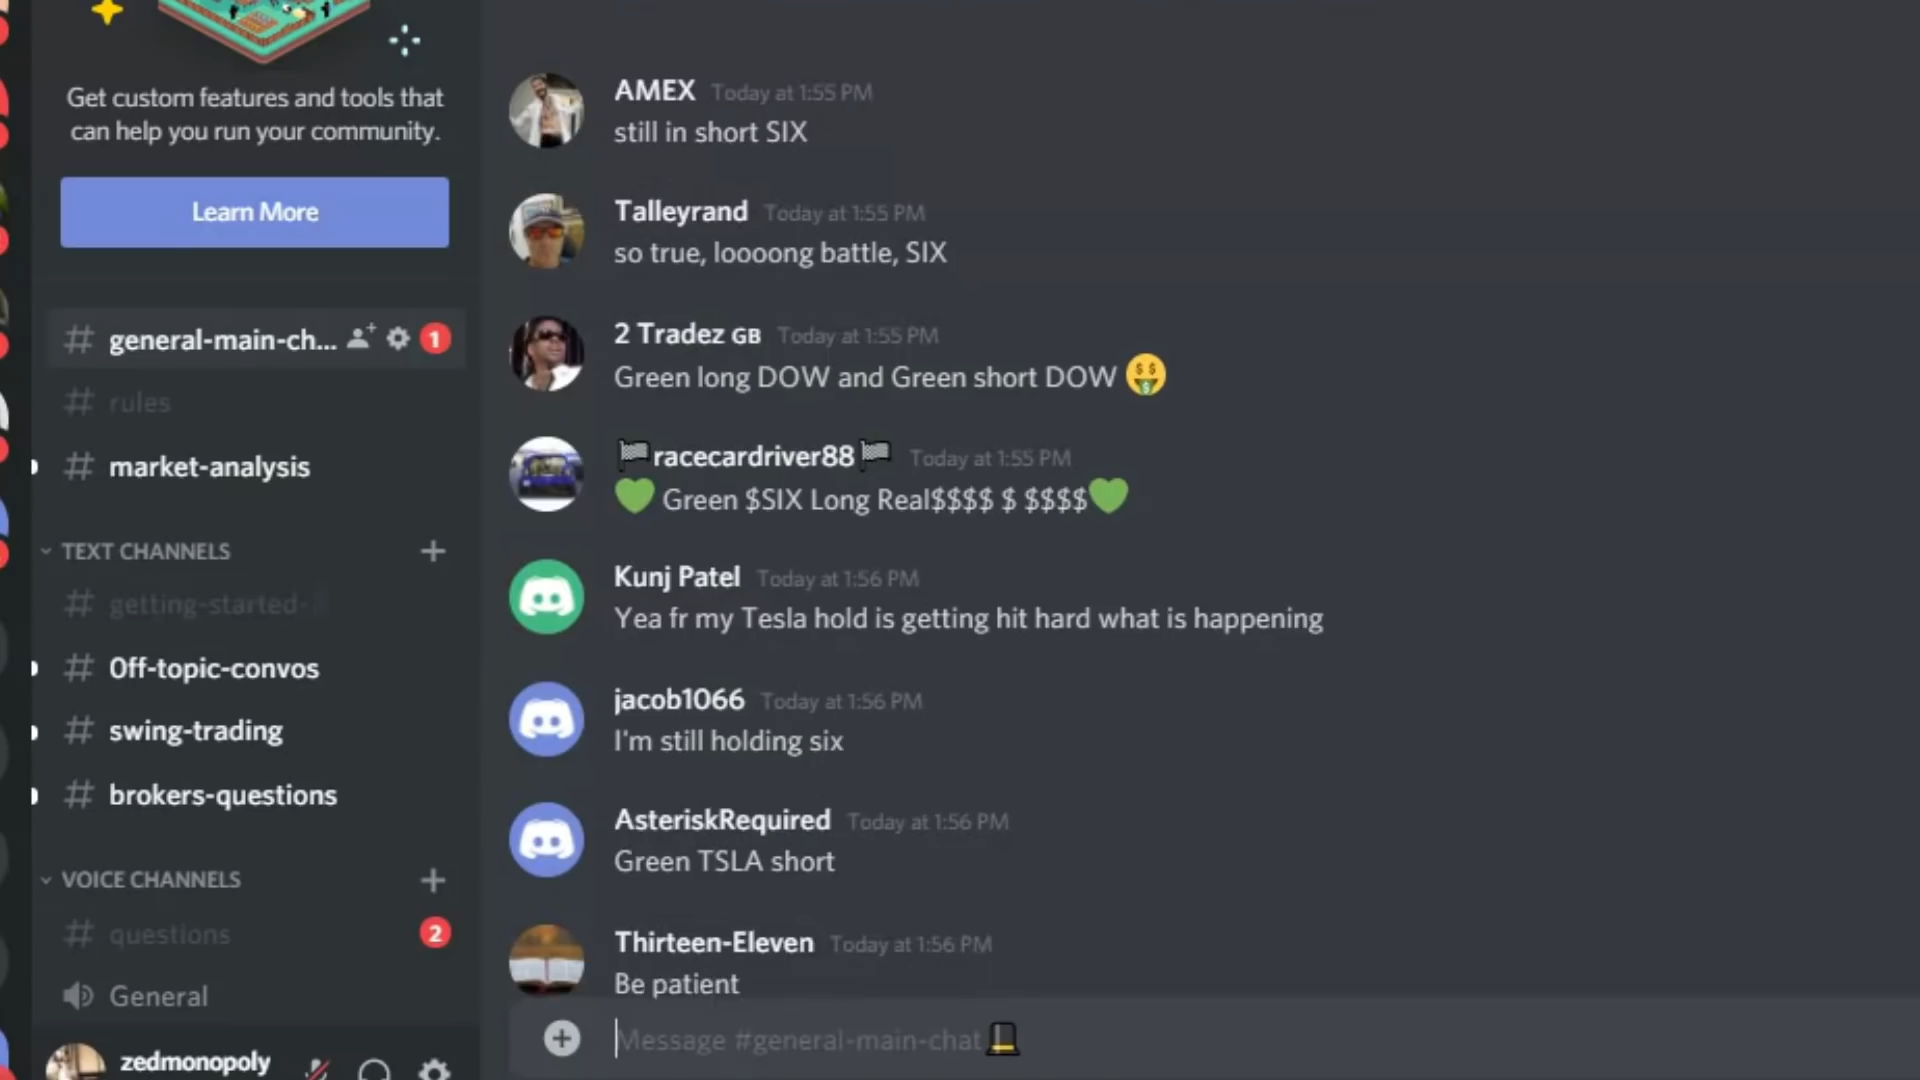 Get custom features and tools that
can help you run your community.
Learn More
# general-main-ch... 1
# rules
# market-analysis
TEXT CHANNELS
# getting-started-
# Off-topic-convos
# swing-trading
# brokers-questions
VOICE CHANNELS
# questions 2
General
zedmonopoly
AMEX Today at 1:55 PM
still in short SIX
Talleyrand Today at 1:55 PM
so true, loooong battle, SIX
2 Tradez GB Today at 1:55 PM
Green long DOW and Green short DOW 🤑
🏁racecardriver88🏁 Today at 1:55 PM
💚 Green $SIX Long Real$$$$ $ $$$$💚
Kunj Patel Today at 1:56 PM
Yea fr my Tesla hold is getting hit hard what is happening
jacob1066 Today at 1:56 PM
I'm still holding six
AsteriskRequired Today at 1:56 PM
Green TSLA short
Thirteen-Eleven Today at 1:56 PM
Be patient
Message #general-main-chat🎩